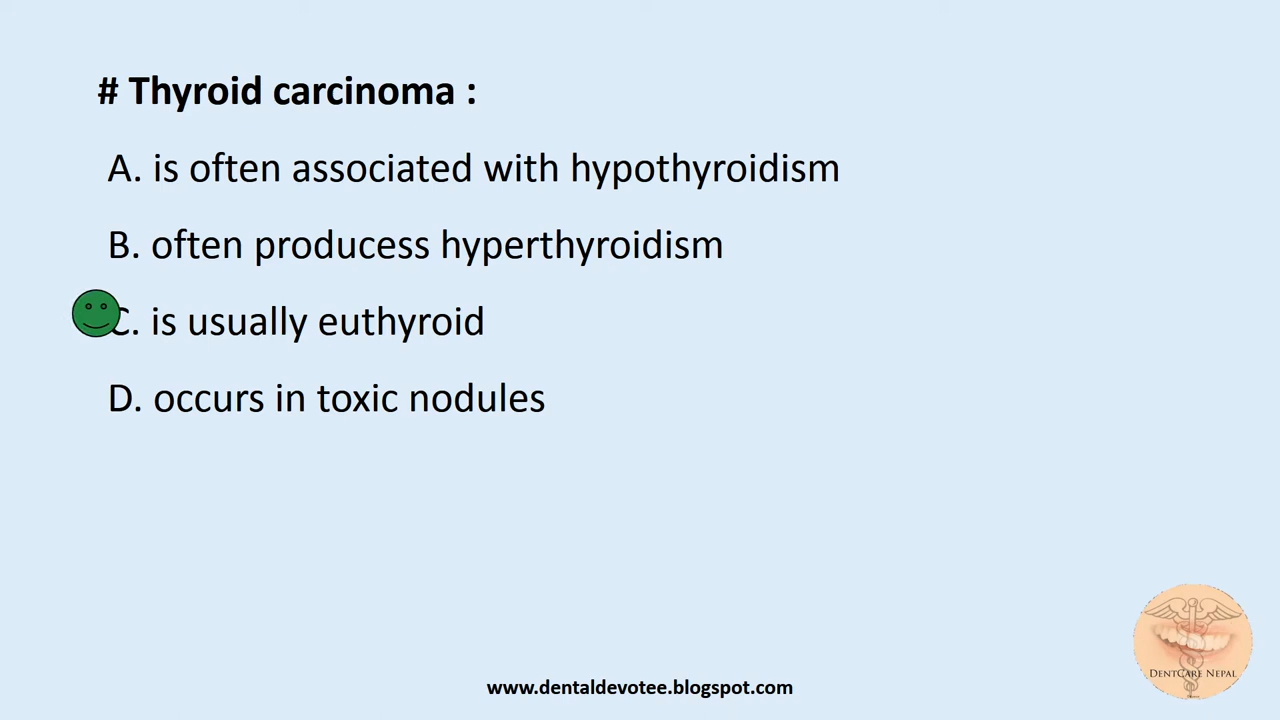 # Thyroid carcinoma :
A. is often associated with hypothyroidism
B. often producess hyperthyroidism
C. is usually euthyroid
D. occurs in toxic nodules
DentCare Nepal
www.dentaldevotee.blogspot.com